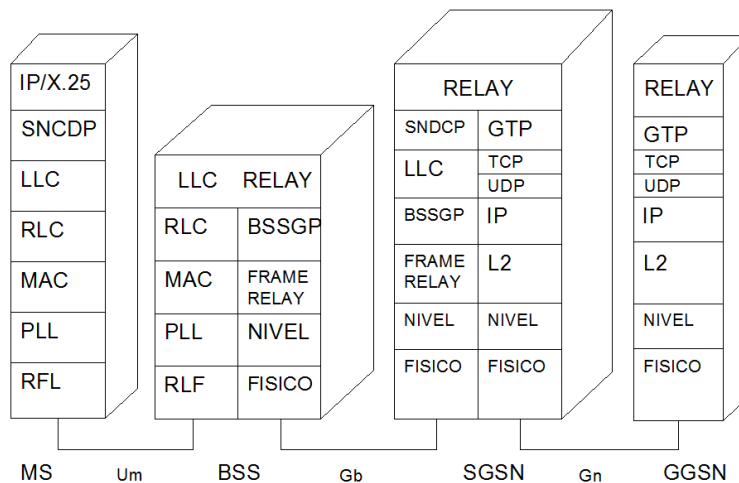 IP/X.25
SNCDP
LLC
RLC
MAC
PLL
RFL
LLC RELAY
RLC BSSGP
MAC FRAME
RELAY
PLL NIVEL
RLF FISICO
RELAY
SNDCP GTP
LLC TCP
UDP
BSSGP IP
FRAME L2
RELAY
NIVEL NIVEL
FISICO FISICO
RELAY
GTP
TCP
UDP
IP
L2
NIVEL
FISICO
MS Um BSS Gb SGSN Gn GGSN